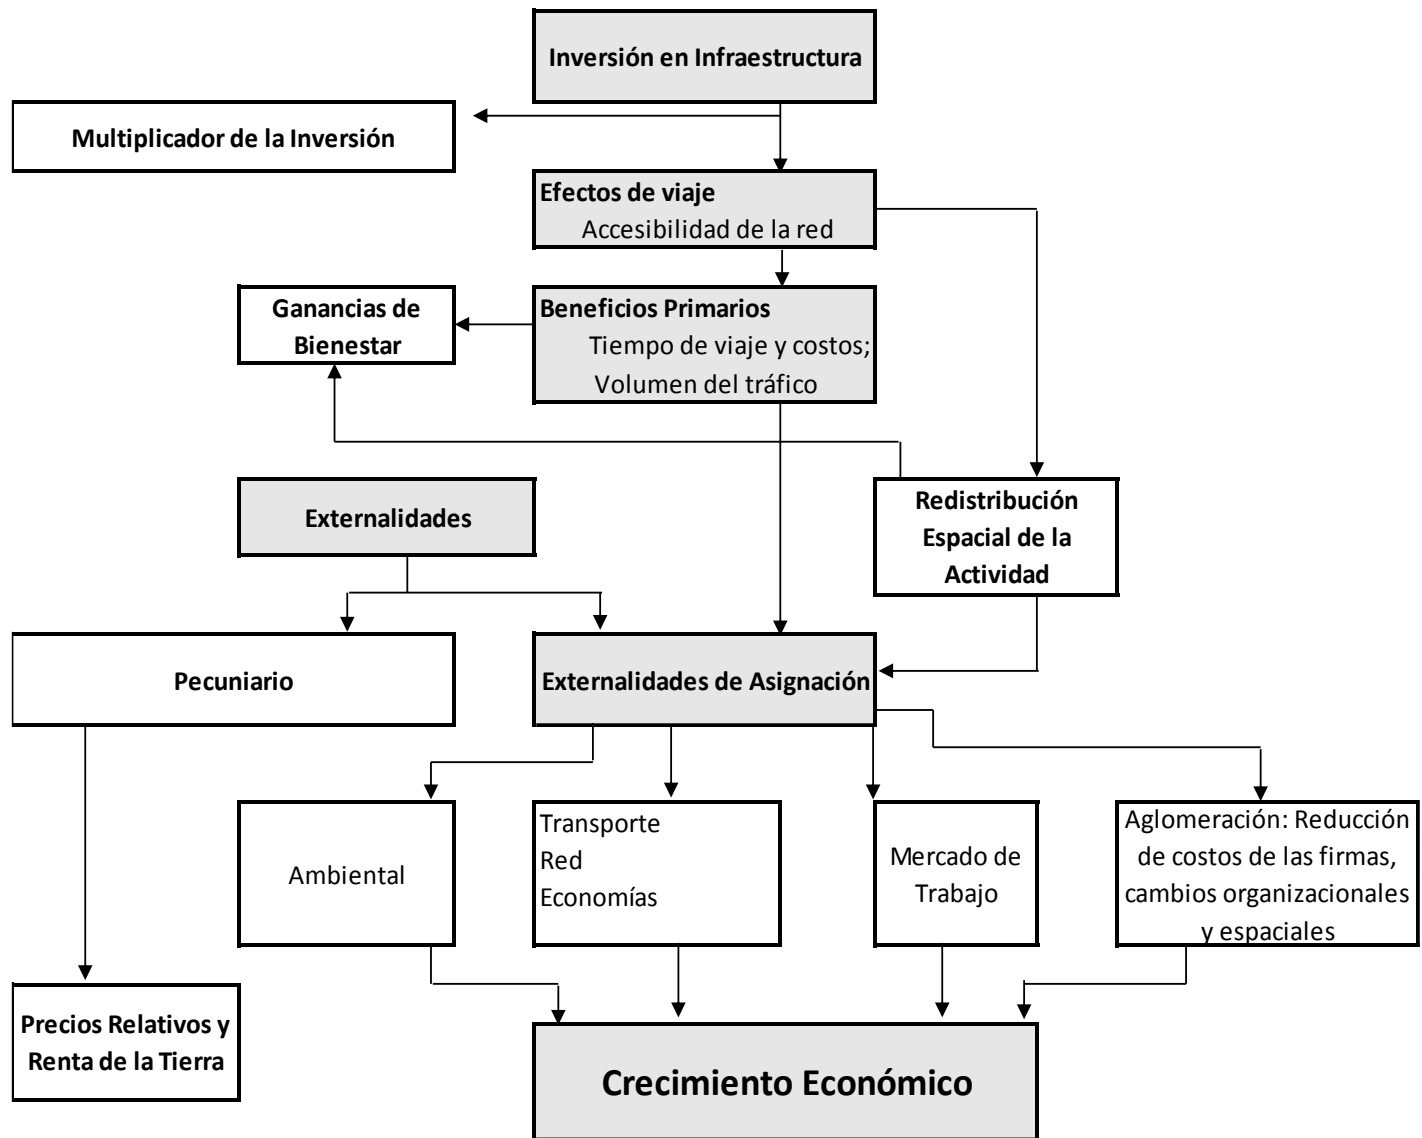 Inversión en Infraestructura
Multiplicador de la Inversión
Efectos de viaje
Accesibilidad de la red
Ganancias de
Bienestar
Beneficios Primarios
Tiempo de viaje y costos;
Volumen del tráfico
Externalidades
Redistribución
Espacial de la
Actividad
Pecuniario
Externalidades de Asignación
Ambiental
Transporte
Red
Economías
Mercado de
Trabajo
Aglomeración: Reducción
de costos de las firmas,
cambios organizacionales
y espaciales
Precios Relativos y
Renta de la Tierra
Crecimiento Económico